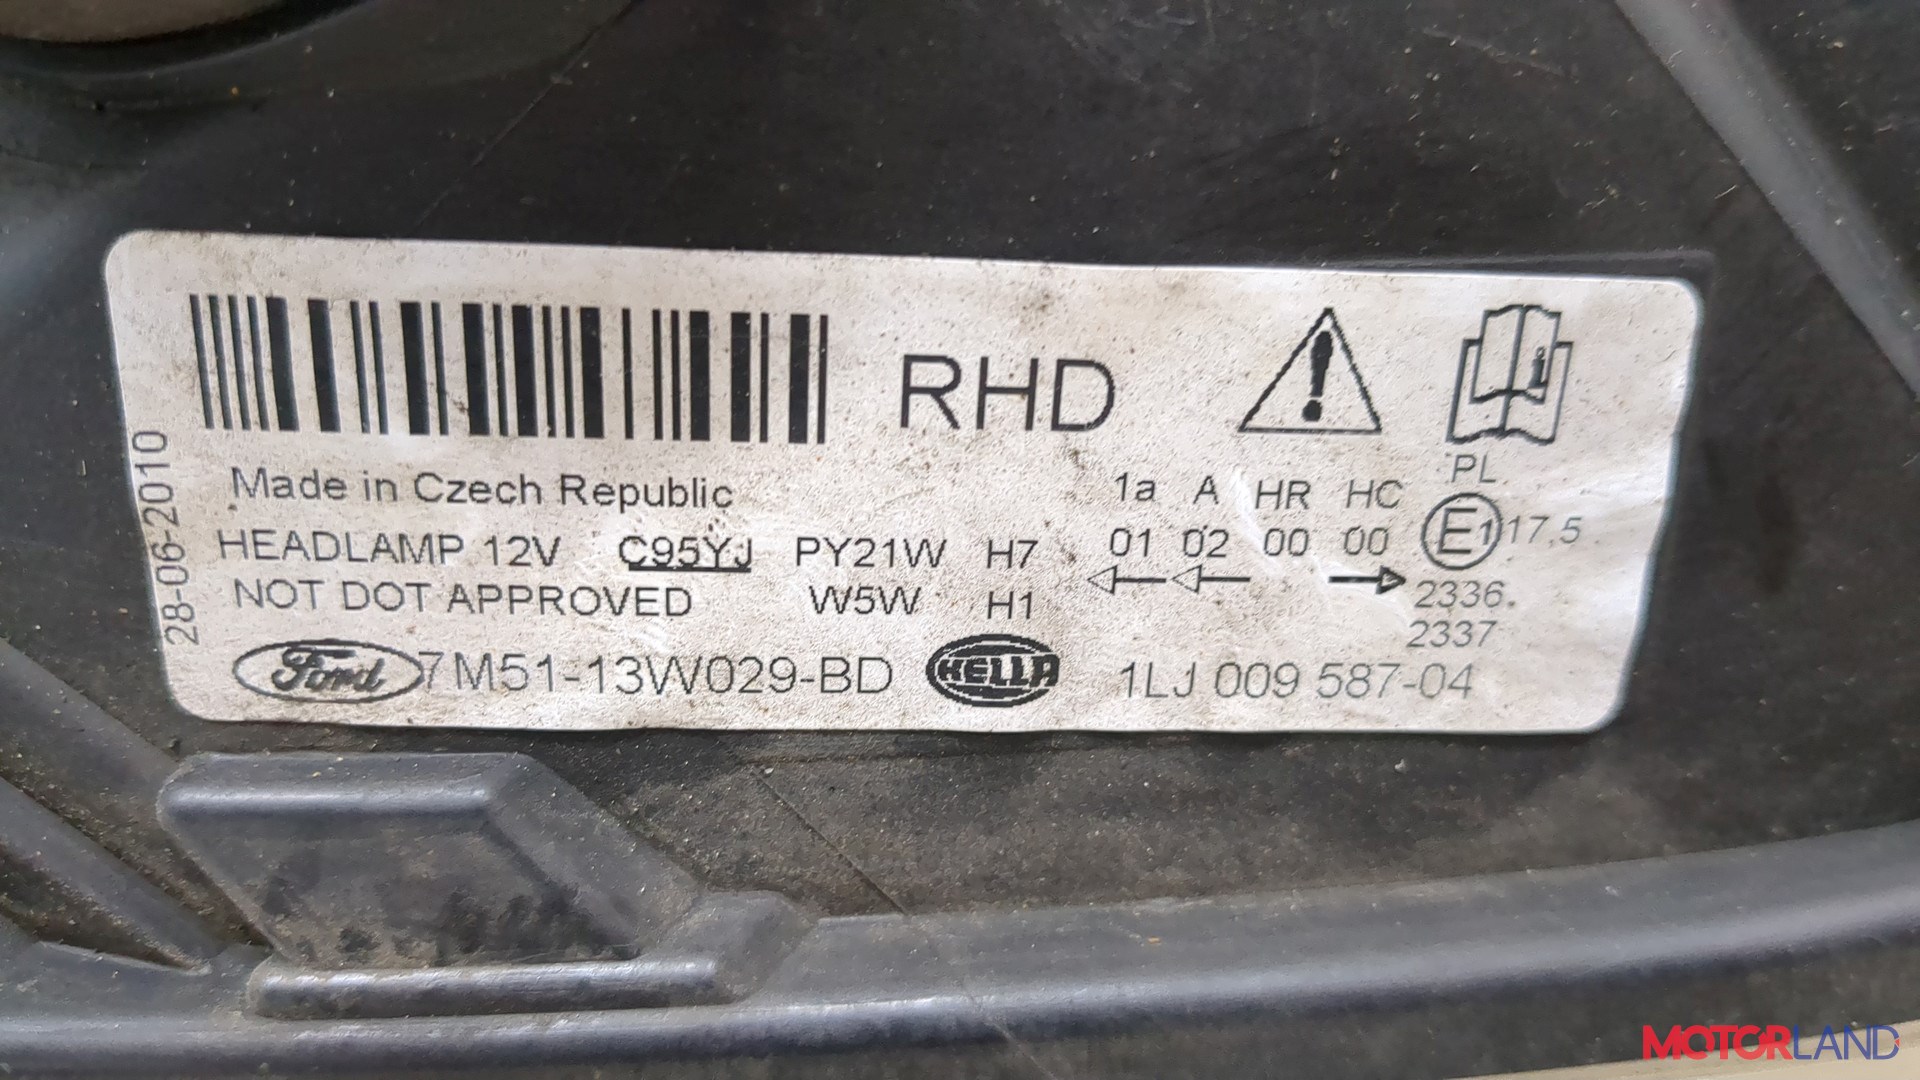 28-06-2010
RHD
Made in Czech Republic
1a A HR HC PL
HEADLAMP 12V C95YJ PY21W H7
01 02 00 00 E1 17.5
NOT DOT APPROVED W5W H1
2336.
2337
Ford 7M51-13W029-BD HELLA 1LJ 009 587-04
MOTORLAND